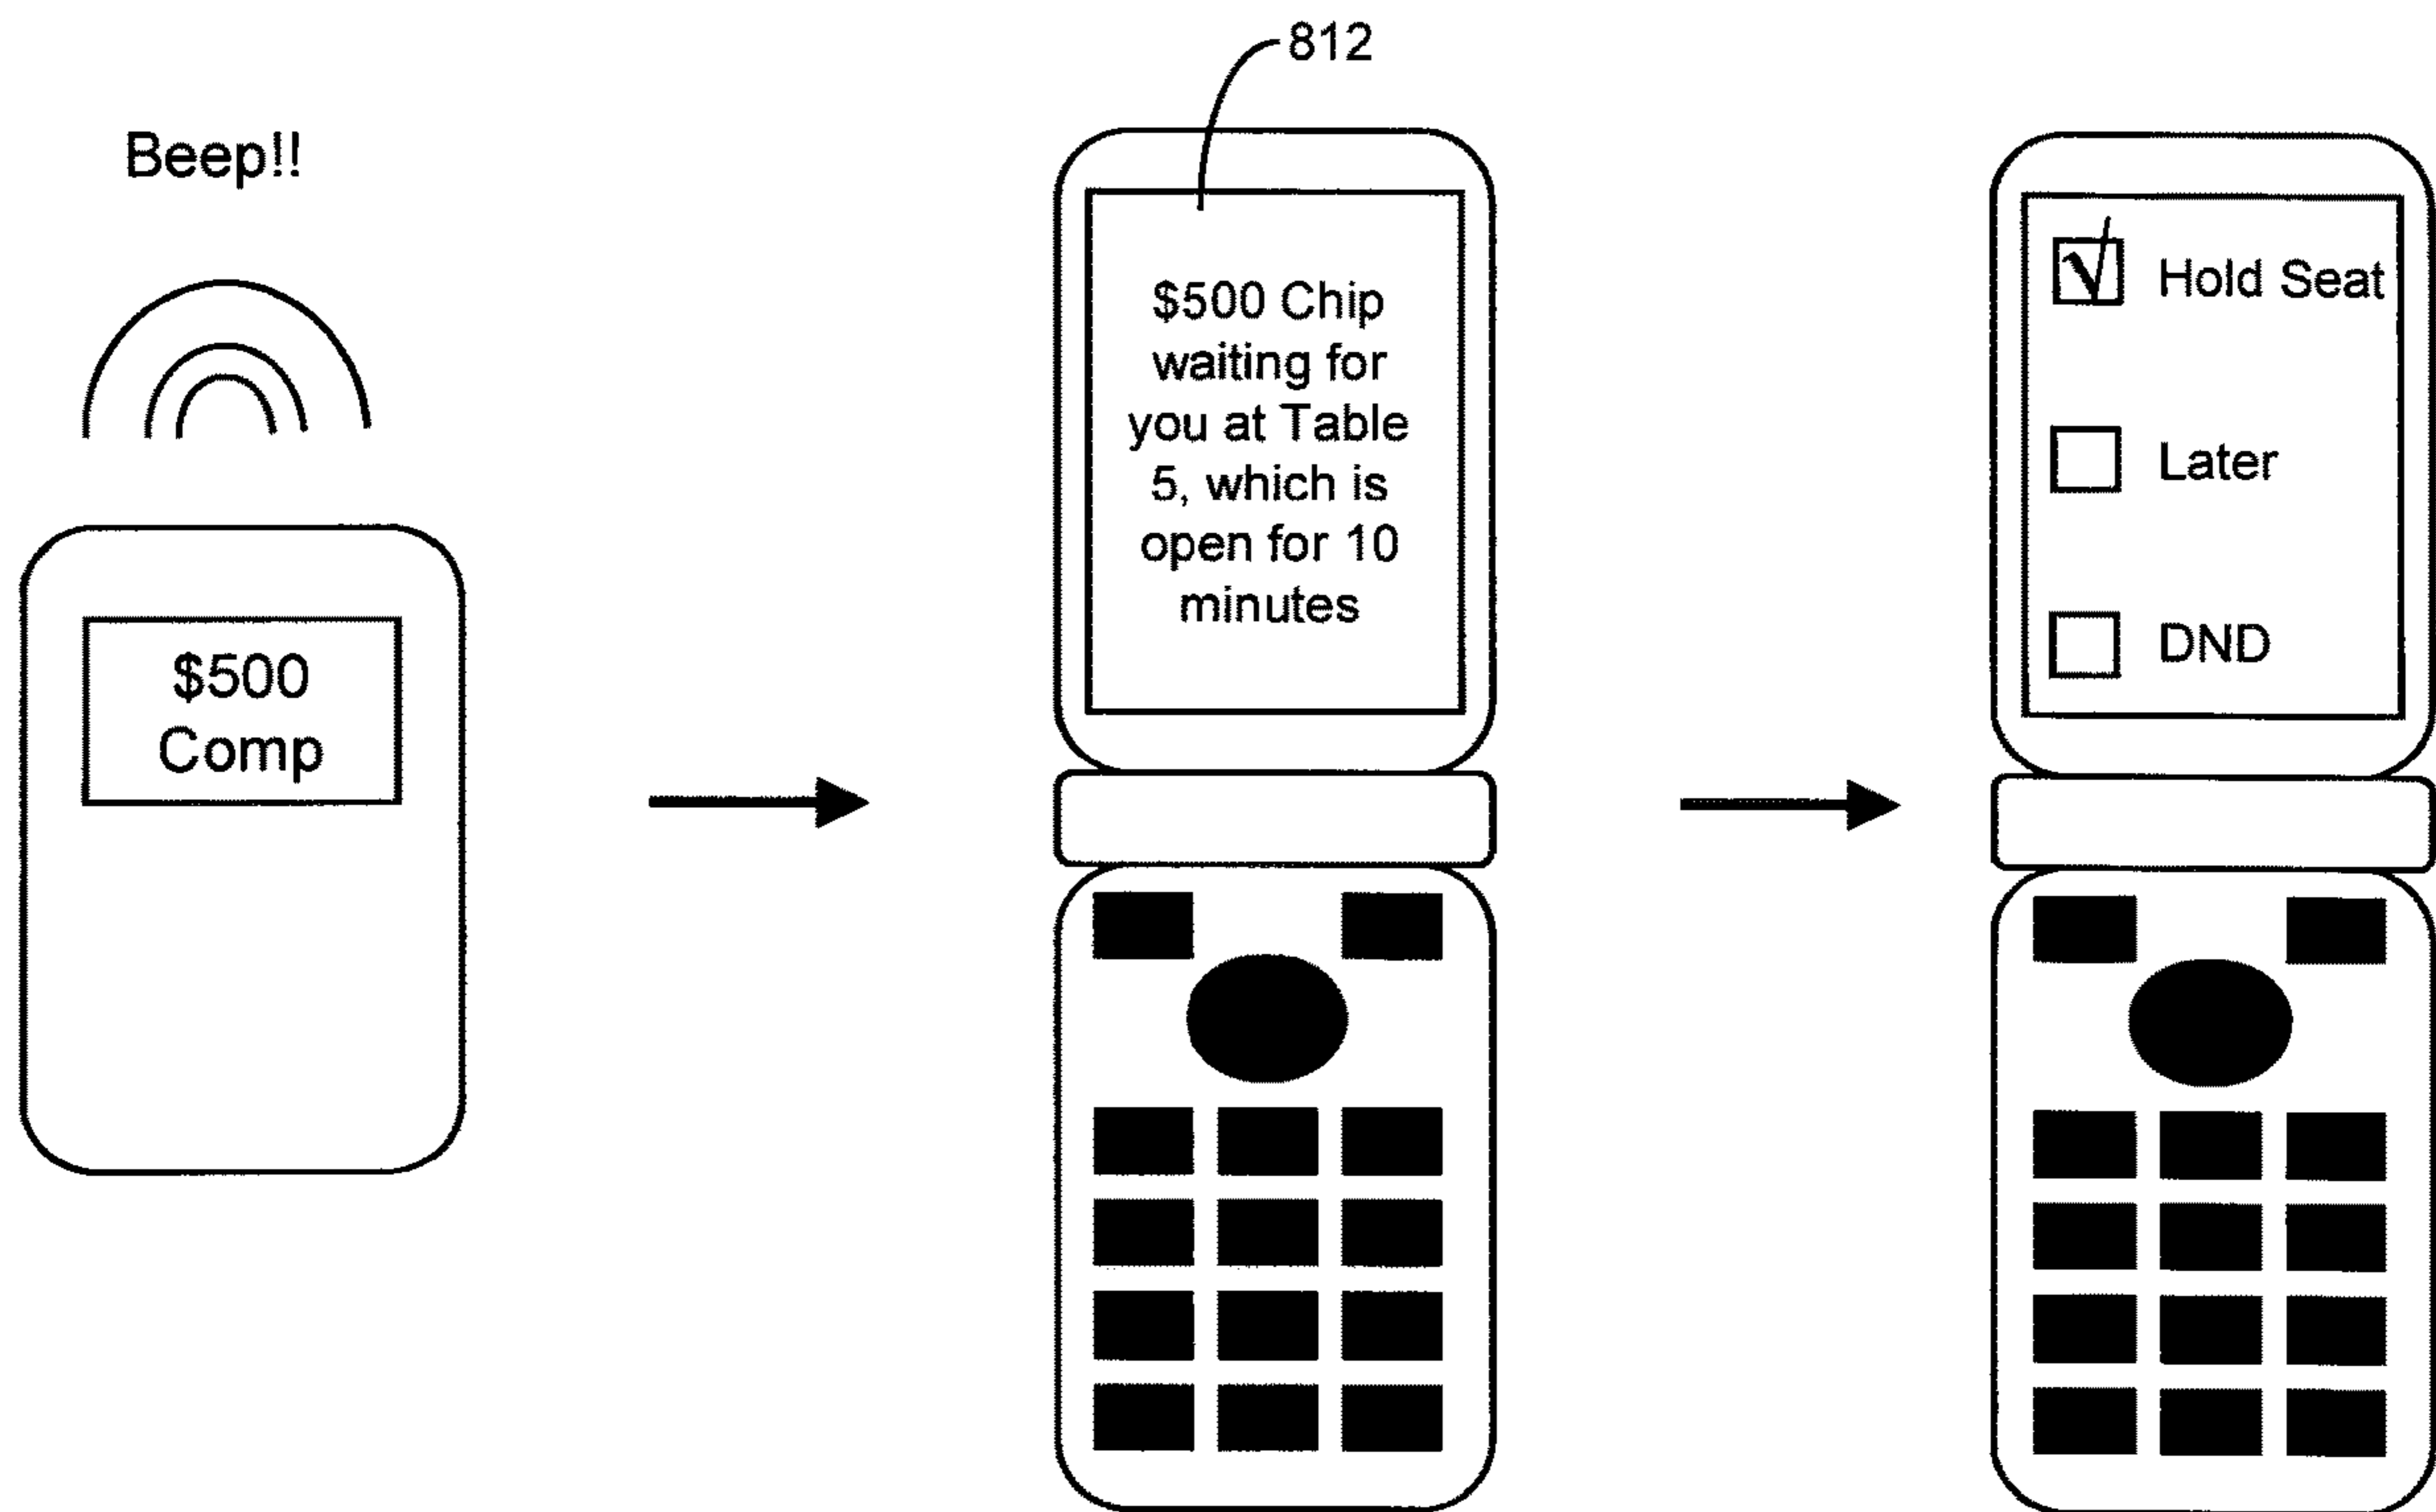 812
Beep!!
$500
Comp
$500 Chip
waiting for
you at Table
5, which is
open for 10
minutes
Hold Seat
Later
DND